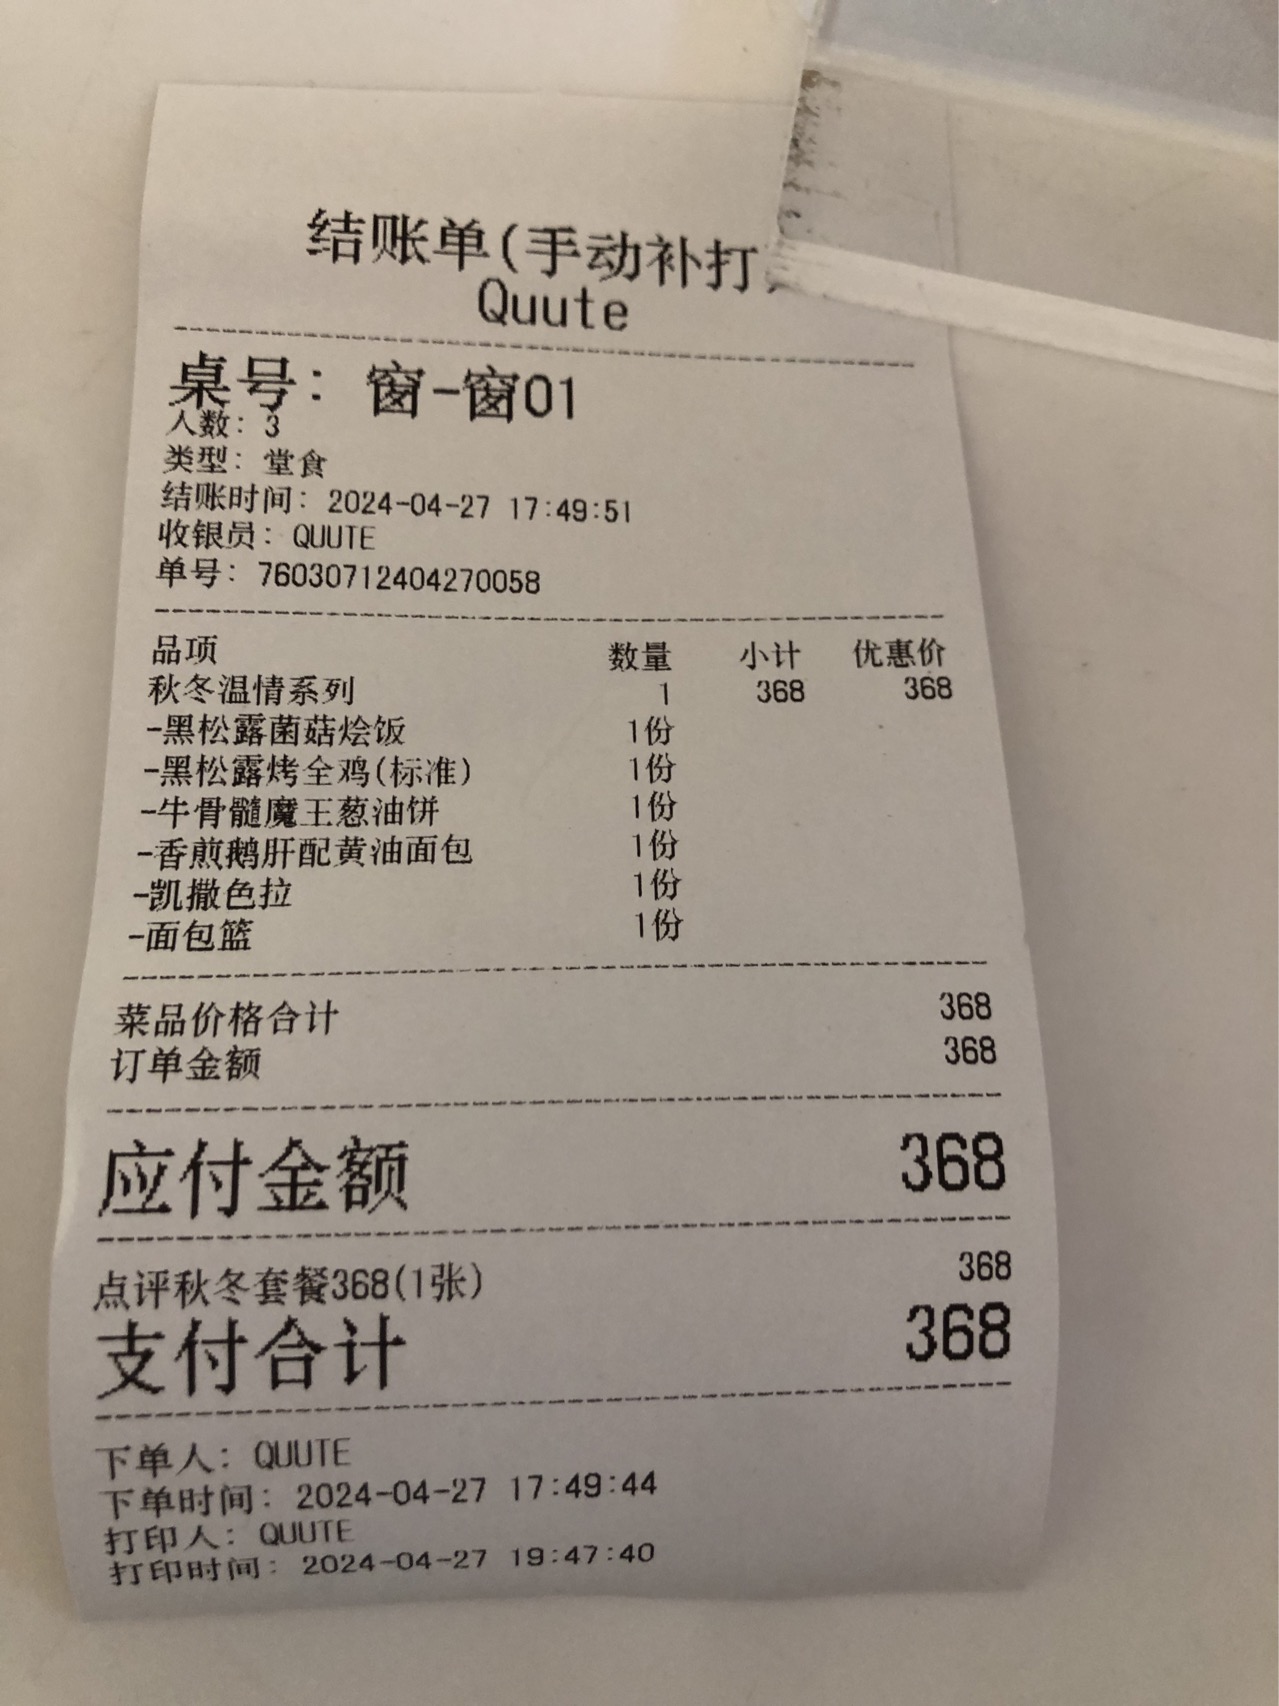 结账单(手动补打)
Quute
桌号: 窗-窗01
人数: 3
类型: 堂食
结账时间: 2024-04-27 17:49:51
收银员: QUUTE
单号: 76030712404270058
品项 数量 小计 优惠价
秋冬温情系列 1 368 368
-黑松露菌菇烩饭 1份
-黑松露烤全鸡(标准) 1份
-牛骨髓魔王葱油饼 1份
-香煎鹅肝配黄油面包 1份
-凯撒色拉 1份
-面包篮 1份
菜品价格合计 368
订单金额 368
应付金额 368
点评秋冬套餐368(1张) 368
支付合计 368
下单人: QUUTE
下单时间: 2024-04-27 17:49:44
打印人: QUUTE
打印时间: 2024-04-27 19:47:40